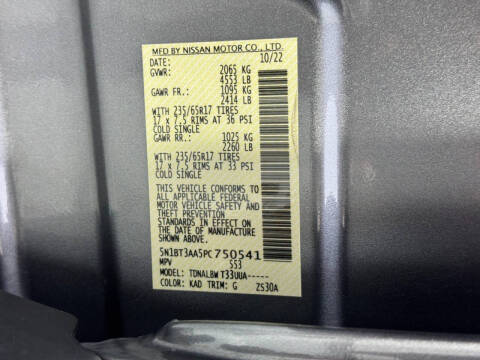 MFD BY NISSAN MOTOR CO., LTD.
DATE: 10/22
GVWR: 2065 KG
4553 LB
GAWR FR.: 1095 KG
2414 LB
WITH 235/65R17 TIRES
17 x 7.5 RIMS AT 36 PSI
COLD SINGLE
GAWR RR.: 1025 KG
2260 LB
WITH 235/65R17 TIRES
17 x 7.5 RIMS AT 33 PSI
COLD SINGLE
THIS VEHICLE CONFORMS TO
ALL APPLICABLE FEDERAL
MOTOR VEHICLE SAFETY AND
THEFT PREVENTION
STANDARDS IN EFFECT ON
THE DATE OF MANUFACTURE
SHOWN ABOVE
5N1BT3AA5PC750541
MPV 553
MODEL: TDNALBW T33UUA-----
COLOR: KAD TRIM: G ZS30A